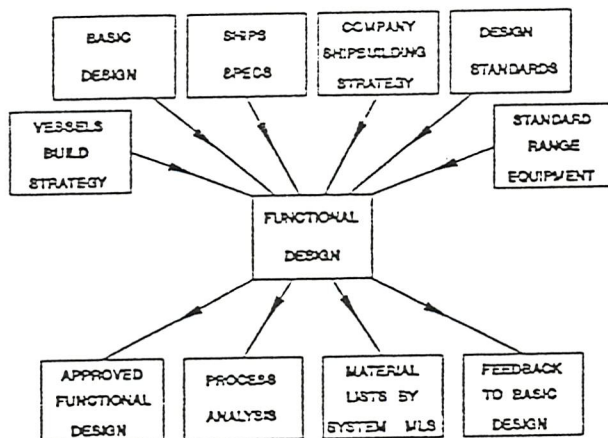 BASIC
DESIGN
SHIPS
SPECS
COMPANY
SHIPBUILDING
STRATEGY
DESIGN
STANDARDS
VESSELS
BUILD
STRATEGY
STANDARD
RANGE
EQUIPMENT
FUNCTIONAL
DESIGN
APPROVED
FUNCTIONAL
DESIGN
PROCESS
ANALYSIS
MATERIAL
LISTS BY
SYSTEM MLS
FEEDBACK
TO BASIC
DESIGN